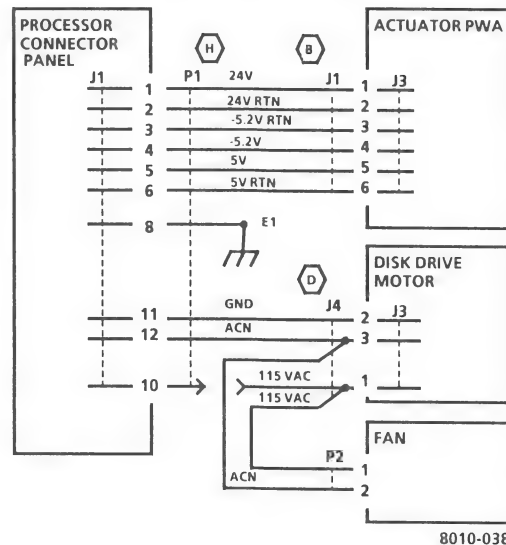 PROCESSOR
CONNECTOR
PANEL
ACTUATOR PWA
H
B
J1
P1
24V
J1
J3
1
1
2
24V RTN
2
3
-5.2V RTN
3
4
-5.2V
4
5
5V
5
6
5V RTN
6
8
E1
D
DISK DRIVE
MOTOR
11
GND
J4
2
J3
12
ACN
3
10
115 VAC
1
115 VAC
FAN
P2
1
ACN
2
8010-038